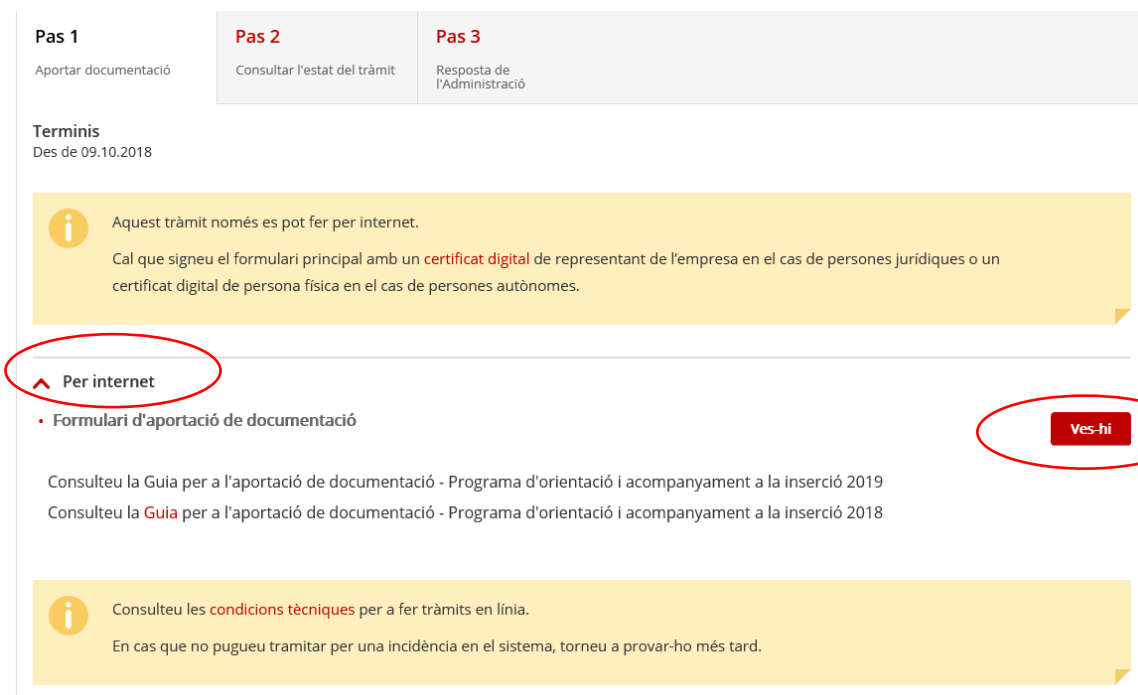 Pas 1
Pas 2
Pas 3
Aportar documentació
Consultar l'estat del tràmit
Resposta de
l'Administració
Terminis
Des de 09.10.2018
Aquest tràmit només es pot fer per internet.
Cal que signeu el formulari principal amb un certificat digital de representant de l'empresa en el cas de persones jurídiques o un
certificat digital de persona física en el cas de persones autònomes.
Per internet
• Formulari d'aportació de documentació
Ves-hi
Consulteu la Guia per a l'aportació de documentació - Programa d'orientació i acompanyament a la inserció 2019
Consulteu la Guia per a l'aportació de documentació - Programa d'orientació i acompanyament a la inserció 2018
Consulteu les condicions tècniques per a fer tràmits en línia.
En cas que no pugueu tramitar per una incidència en el sistema, torneu a provar-ho més tard.